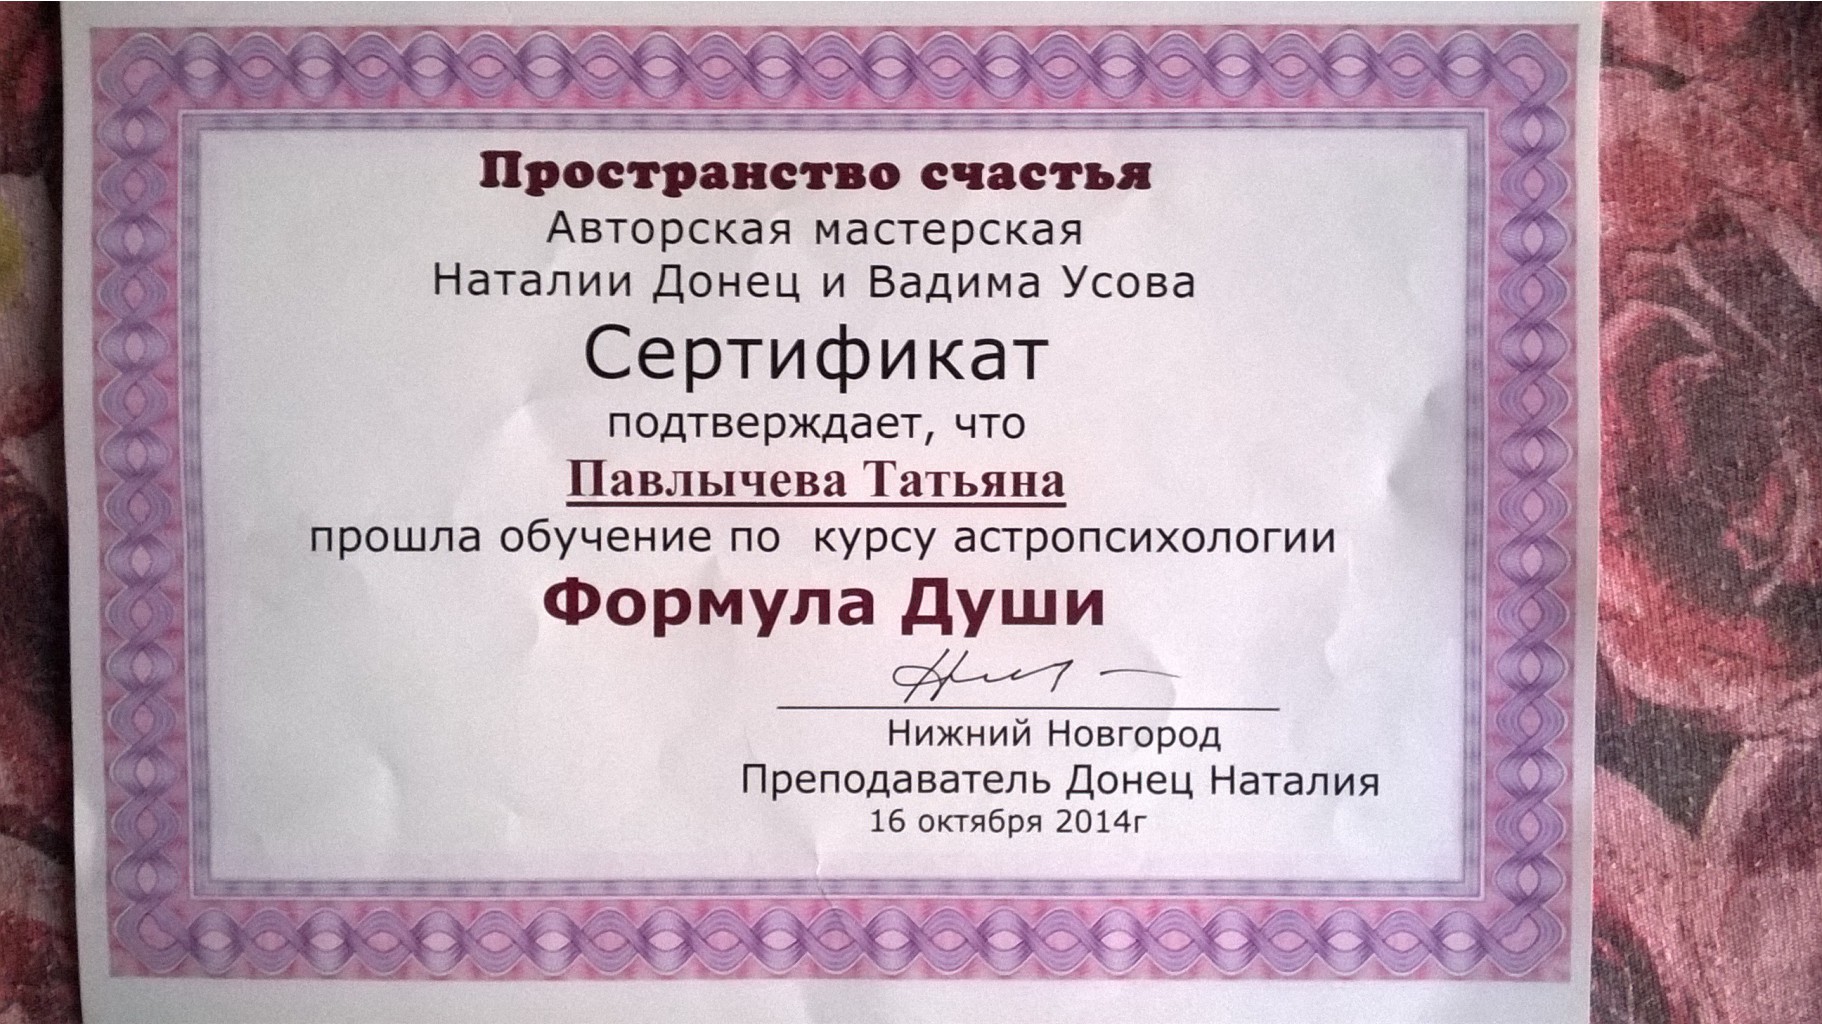 Пространство счастья
Авторская мастерская
Наталии Донец и Вадима Усова
Сертификат
подтверждает, что
Павлычева Татьяна
прошла обучение по курсу астропсихологии
Формула Души
Нижний Новгород
Преподаватель Донец Наталия
16 октября 2014г